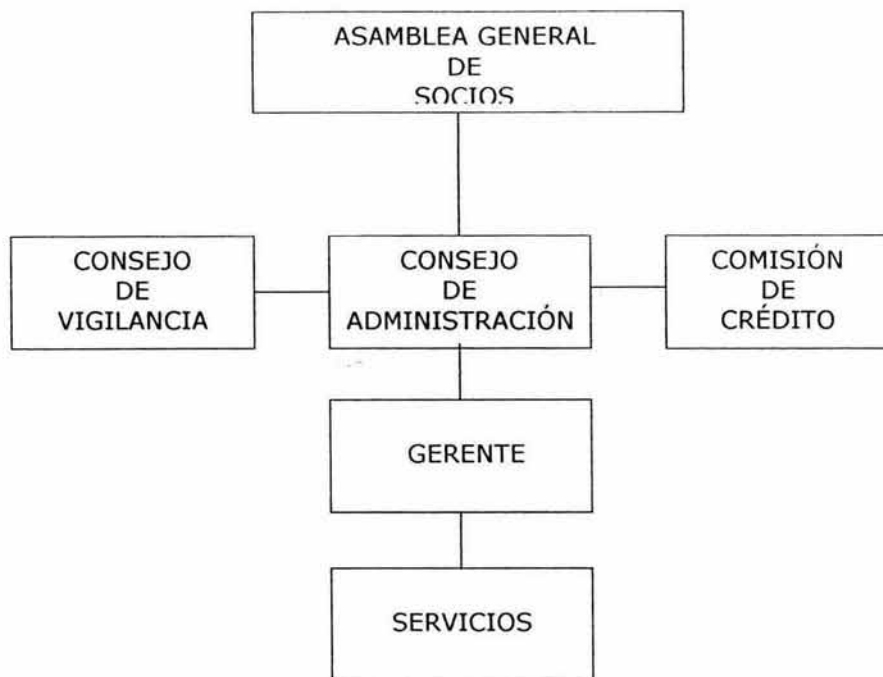 ASAMBLEA GENERAL
DE
SOCIOS
CONSEJO
DE
VIGILANCIA
CONSEJO
DE
ADMINISTRACIÓN
COMISIÓN
DE
CRÉDITO
GERENTE
SERVICIOS